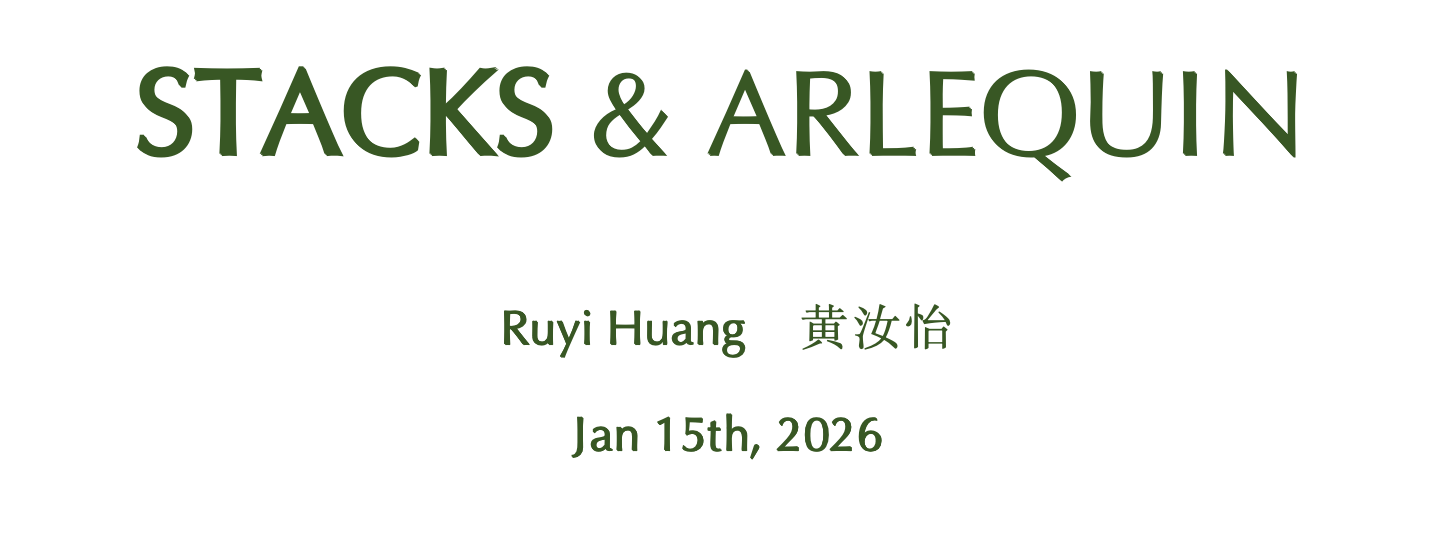 STACKS & ARLEQUIN
Ruyi Huang 黄汝怡
Jan 15th, 2026